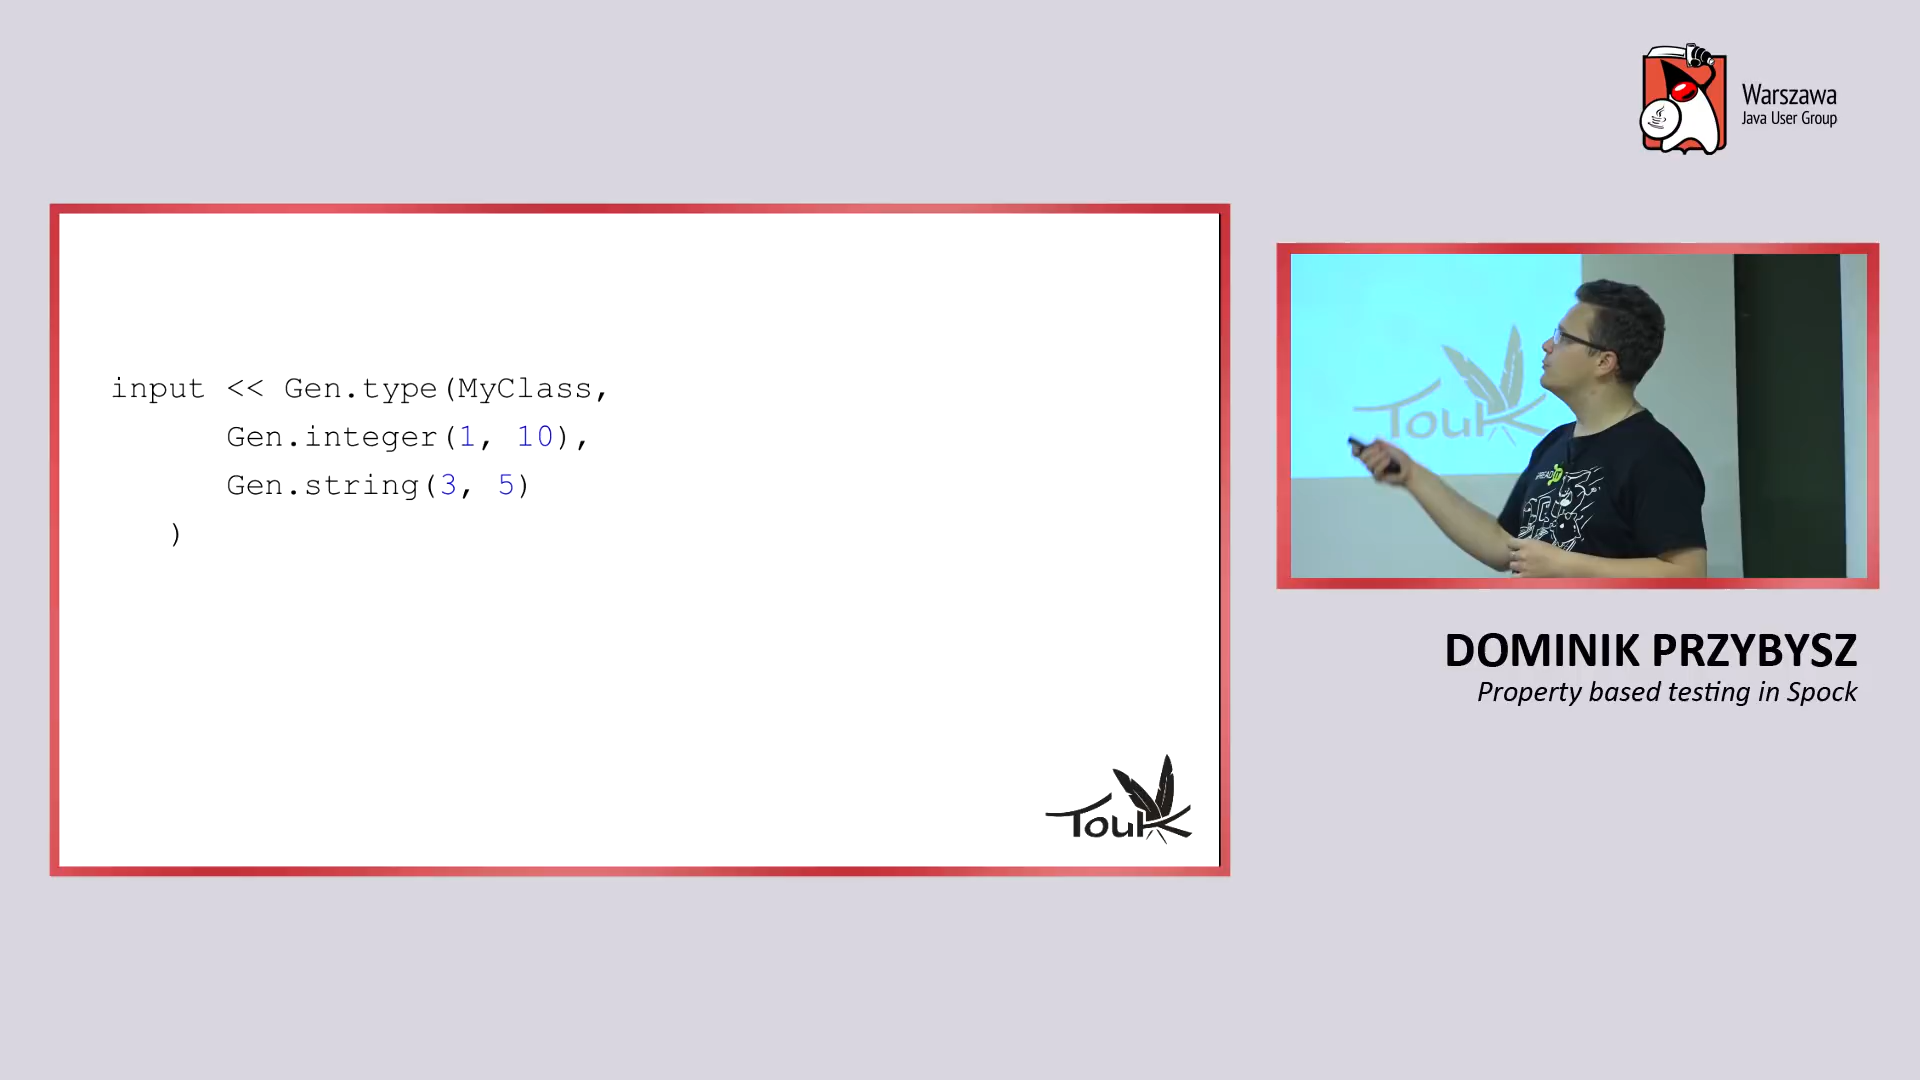 Warszawa
Java User Group
input << Gen.type(MyClass,
Gen.integer(1, 10),
Gen.string(3, 5)
)
Touk
Touk
DOMINIK PRZYBYSZ
Property based testing in Spock